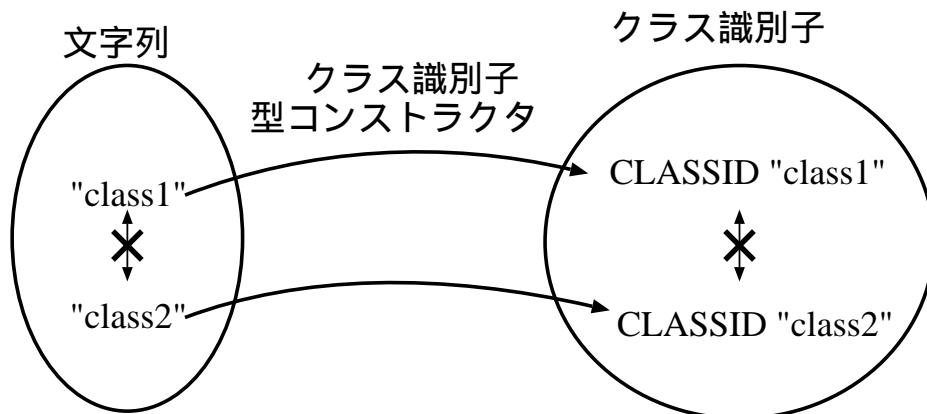 文字列
クラス識別子
クラス識別子
型コンストラクタ
"class1"
CLASSID "class1"
"class2"
CLASSID "class2"